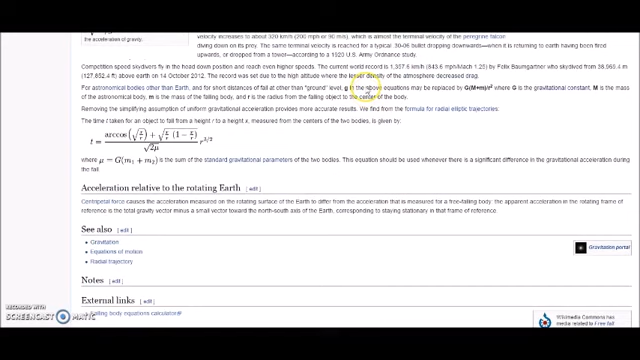 the acceleration of gravity.
velocity increases to about 320 km/h (200 mph or 90 m/s), which is almost the terminal velocity of the peregrine falcon
diving down on its prey. The same terminal velocity is reached for a typical 30-06 bullet dropping downwards—when it is returning to earth having been fired
upwards, or dropped from a tower—according to a 1920 U.S. Army Ordnance study.
Competition speed skydivers fly in the head down position and reach even higher speeds. The current world record is 1,357.6 km/h (843.6 mph/Mach 1.25) by Felix Baumgartner who skydived from 38,969.4 m
(127,852.4 ft) above earth on 14 October 2012. The record was set due to the high altitude where the lesser density of the atmosphere decreased drag.
For astronomical bodies other than Earth, and for short distances of fall at other than "ground" level, g in the above equations may be replaced by G(M+m)/r² where G is the gravitational constant, M is the mass
of the astronomical body, m is the mass of the falling body, and r is the radius from the falling object to the center of the body.
Removing the simplifying assumption of uniform gravitational acceleration provides more accurate results. We find from the formula for radial elliptic trajectories:
The time t taken for an object to fall from a height r to a height x, measured from the centers of the two bodies, is given by:
t = (arccos(√(x/r)) + √(x/r (1 − x/r))) / √(2μ) r^{3/2}
where μ = G(m₁ + m₂) is the sum of the standard gravitational parameters of the two bodies. This equation should be used whenever there is a significant difference in the gravitational acceleration during
the fall.
Acceleration relative to the rotating Earth [ edit ]
Centripetal force causes the acceleration measured on the rotating surface of the Earth to differ from the acceleration that is measured for a free-falling body: the apparent acceleration in the rotating frame of
reference is the total gravity vector minus a small vector toward the north-south axis of the Earth, corresponding to staying stationary in that frame of reference.
See also [ edit ]
• Gravitation
• Equations of motion
• Radial trajectory
Gravitation portal
Notes [ edit ]
External links [ edit ]
• Falling body equations calculator
Wikimedia Commons has
media related to Free fall
RECORDED WITH
SCREENCAST MATIC